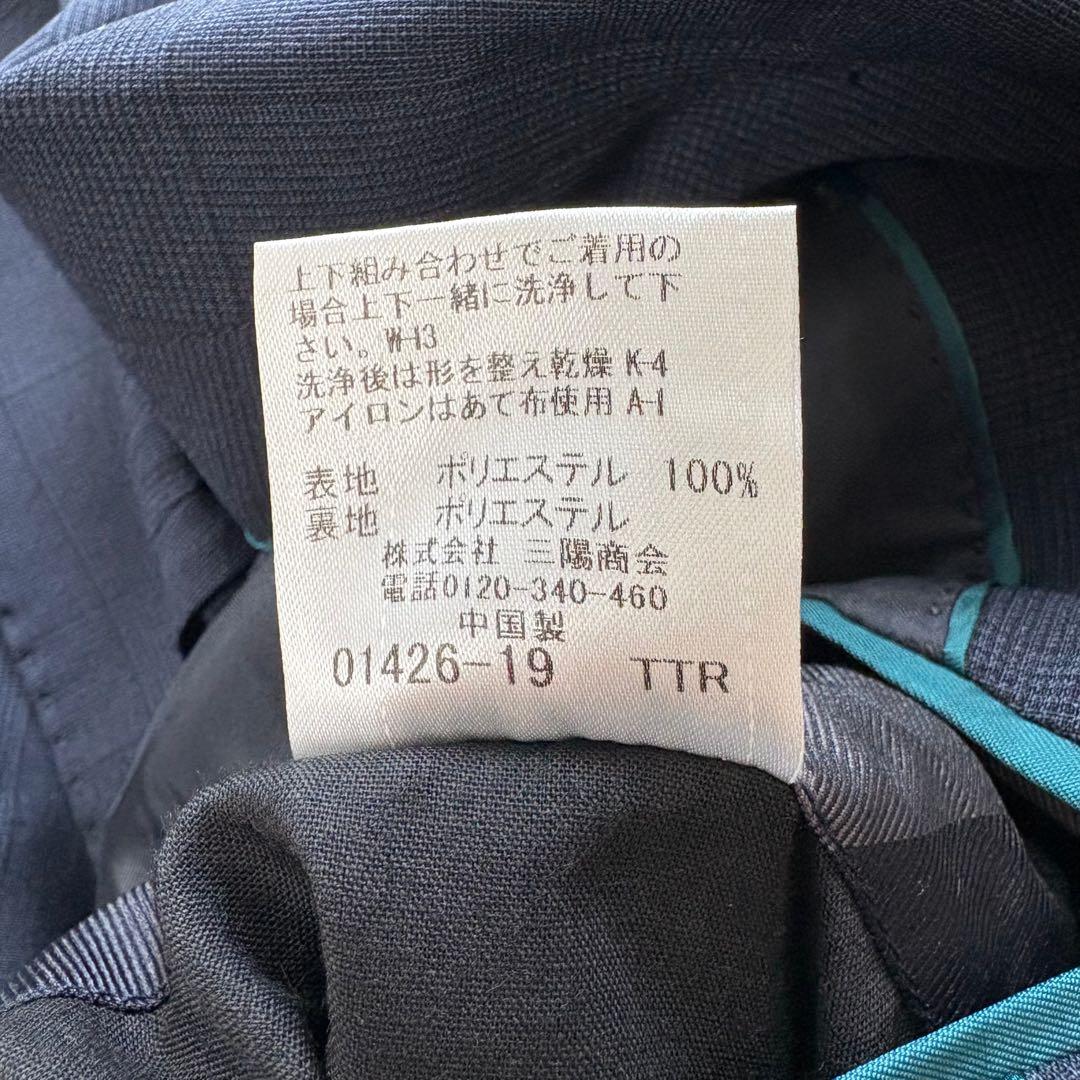 上下組み合わせでご着用の
場合上下一緒に洗浄して下
さい。W-13
洗浄後は形を整え乾燥 K-4
アイロンはあて布使用 A-1
表地 ポリエステル 100%
裏地 ポリエステル
株式会社 三陽商会
電話0120-340-460
中国製
01426-19 TTR